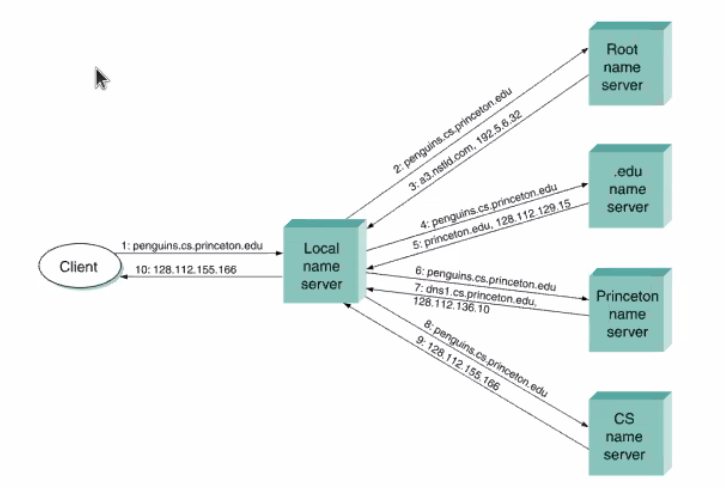 Root
name
server
2: penguins.cs.princeton.edu
3: a3.nstld.com, 192.5.6.32
.edu
name
server
4: penguins.cs.princeton.edu
5: princeton.edu, 128.112.129.15
1: penguins.cs.princeton.edu
Client
10: 128.112.155.166
Local
name
server
6: penguins.cs.princeton.edu
7: dns1.cs.princeton.edu,
128.112.136.10
Princeton
name
server
8: penguins.cs.princeton.edu
9: 128.112.155.166
CS
name
server